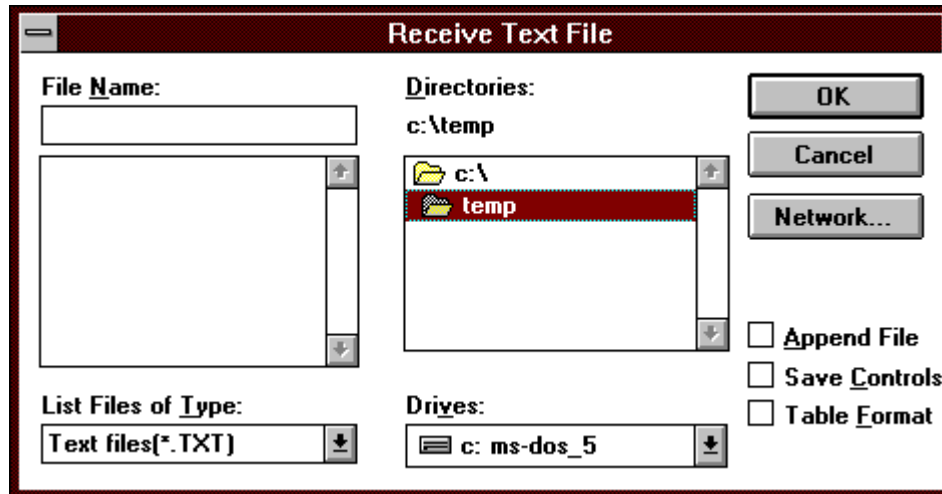 Receive Text File
File Name:
Directories:
c:\temp
c:\
temp
List Files of Type:
Text files(*.TXT)
Drives:
c: ms-dos_5
OK
Cancel
Network...
Append File
Save Controls
Table Format